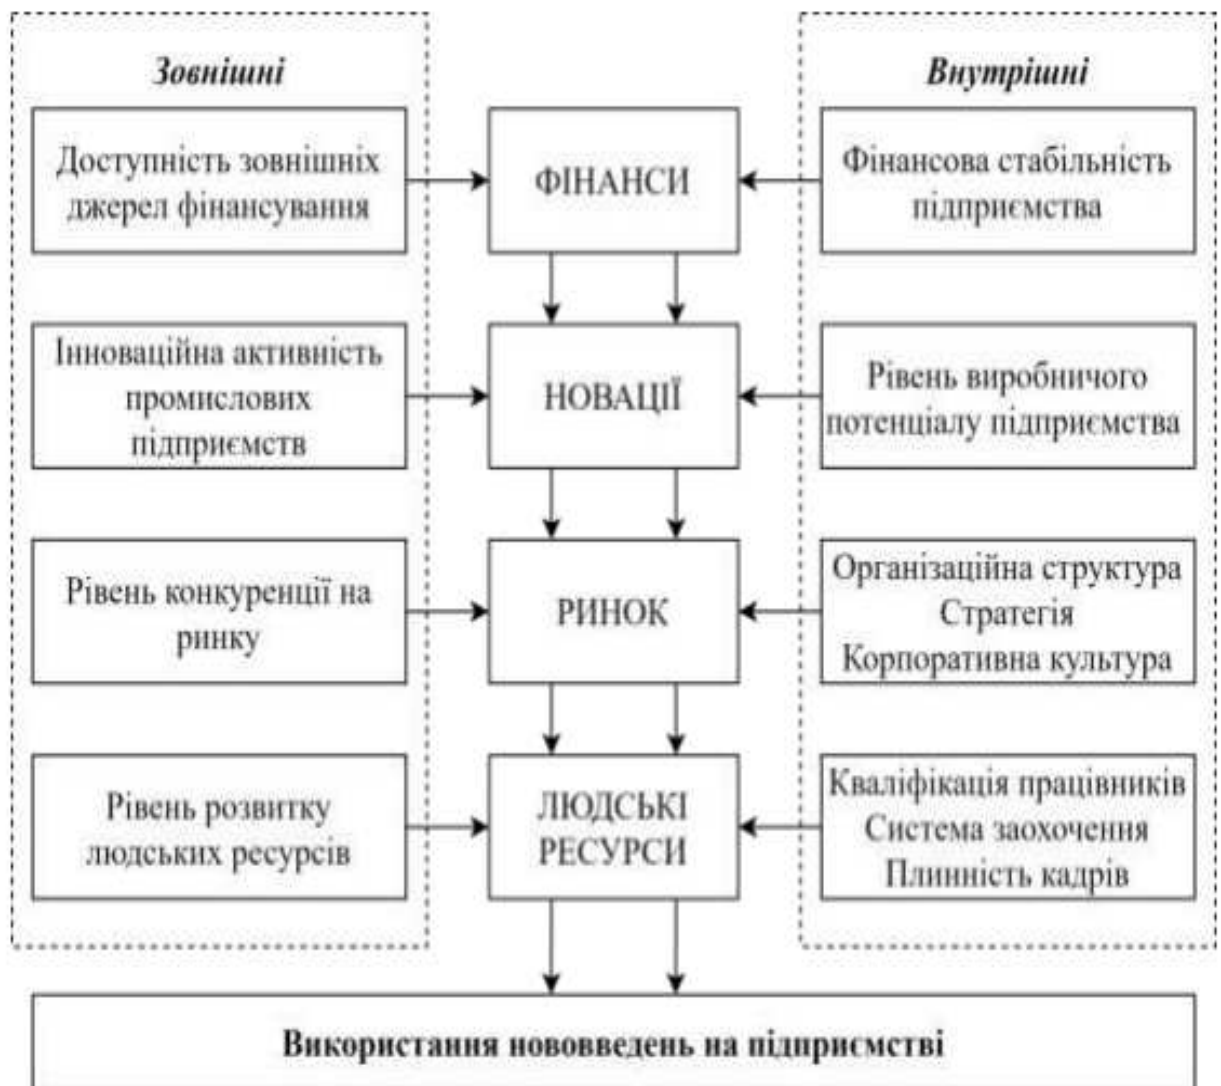 Зовнішні
Внутрішні
Доступність зовнішніх
джерел фінансування
ФІНАНСИ
Фінансова стабільність
підприємства
Інноваційна активність
промислових
підприємств
НОВАЦІЇ
Рівень виробничого
потенціалу підприємства
Рівень конкуренції на
ринку
РИНОК
Організаційна структура
Стратегія
Корпоративна культура
Рівень розвитку
людських ресурсів
ЛЮДСЬКІ
РЕСУРСИ
Кваліфікація працівників
Система заохочення
Плинність кадрів
Використання нововведень на підприємстві